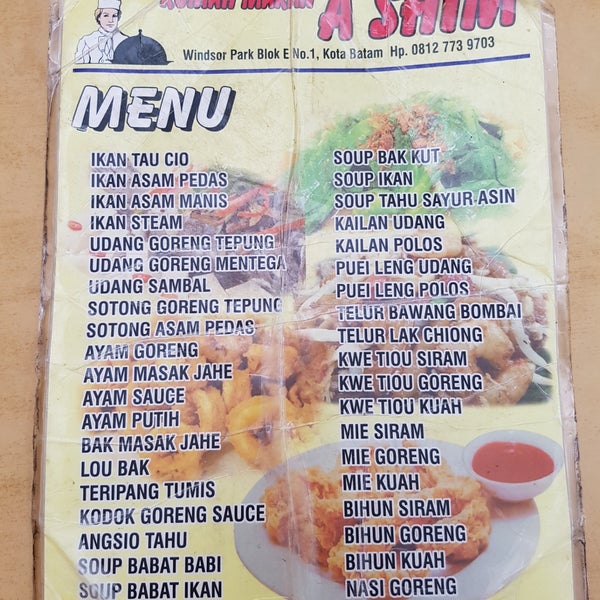 RUMAH MAKAN
A SHIM
Windsor Park Blok E No.1, Kota Batam Hp. 0812 773 9703
MENU
IKAN TAU CIO
IKAN ASAM PEDAS
IKAN ASAM MANIS
IKAN STEAM
UDANG GORENG TEPUNG
UDANG GORENG MENTEGA
UDANG SAMBAL
SOTONG GORENG TEPUNG
SOTONG ASAM PEDAS
AYAM GORENG
AYAM MASAK JAHE
AYAM SAUCE
AYAM PUTIH
BAK MASAK JAHE
LOU BAK
TERIPANG TUMIS
KODOK GORENG SAUCE
ANGSIO TAHU
SOUP BABAT BABI
SOUP BABAT IKAN
SOUP BAK KUT
SOUP IKAN
SOUP TAHU SAYUR ASIN
KAILAN UDANG
KAILAN POLOS
PUEI LENG UDANG
PUEI LENG POLOS
TELUR BAWANG BOMBAI
TELUR LAK CHIONG
KWE TIOU SIRAM
KWE TIOU GORENG
KWE TIOU KUAH
MIE SIRAM
MIE GORENG
MIE KUAH
BIHUN SIRAM
BIHUN GORENG
BIHUN KUAH
NASI GORENG